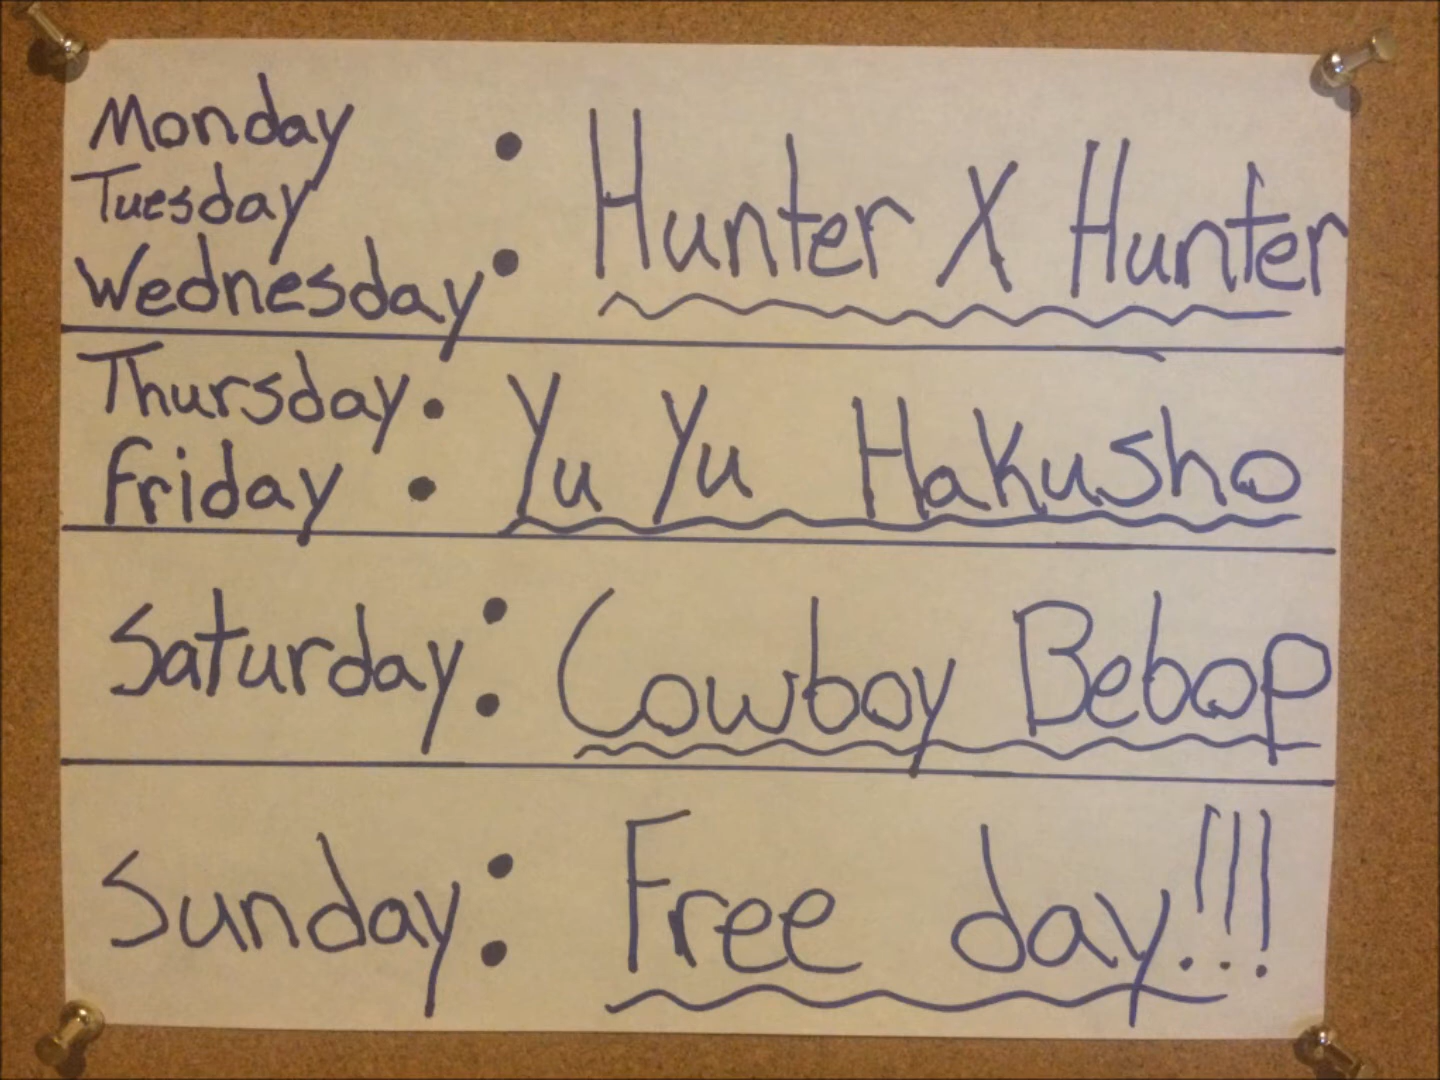 Monday
Tuesday
Wednesday : Hunter X Hunter
Thursday
Friday : Yu Yu Hakusho
Saturday : Cowboy Bebop
Sunday : Free day!!!